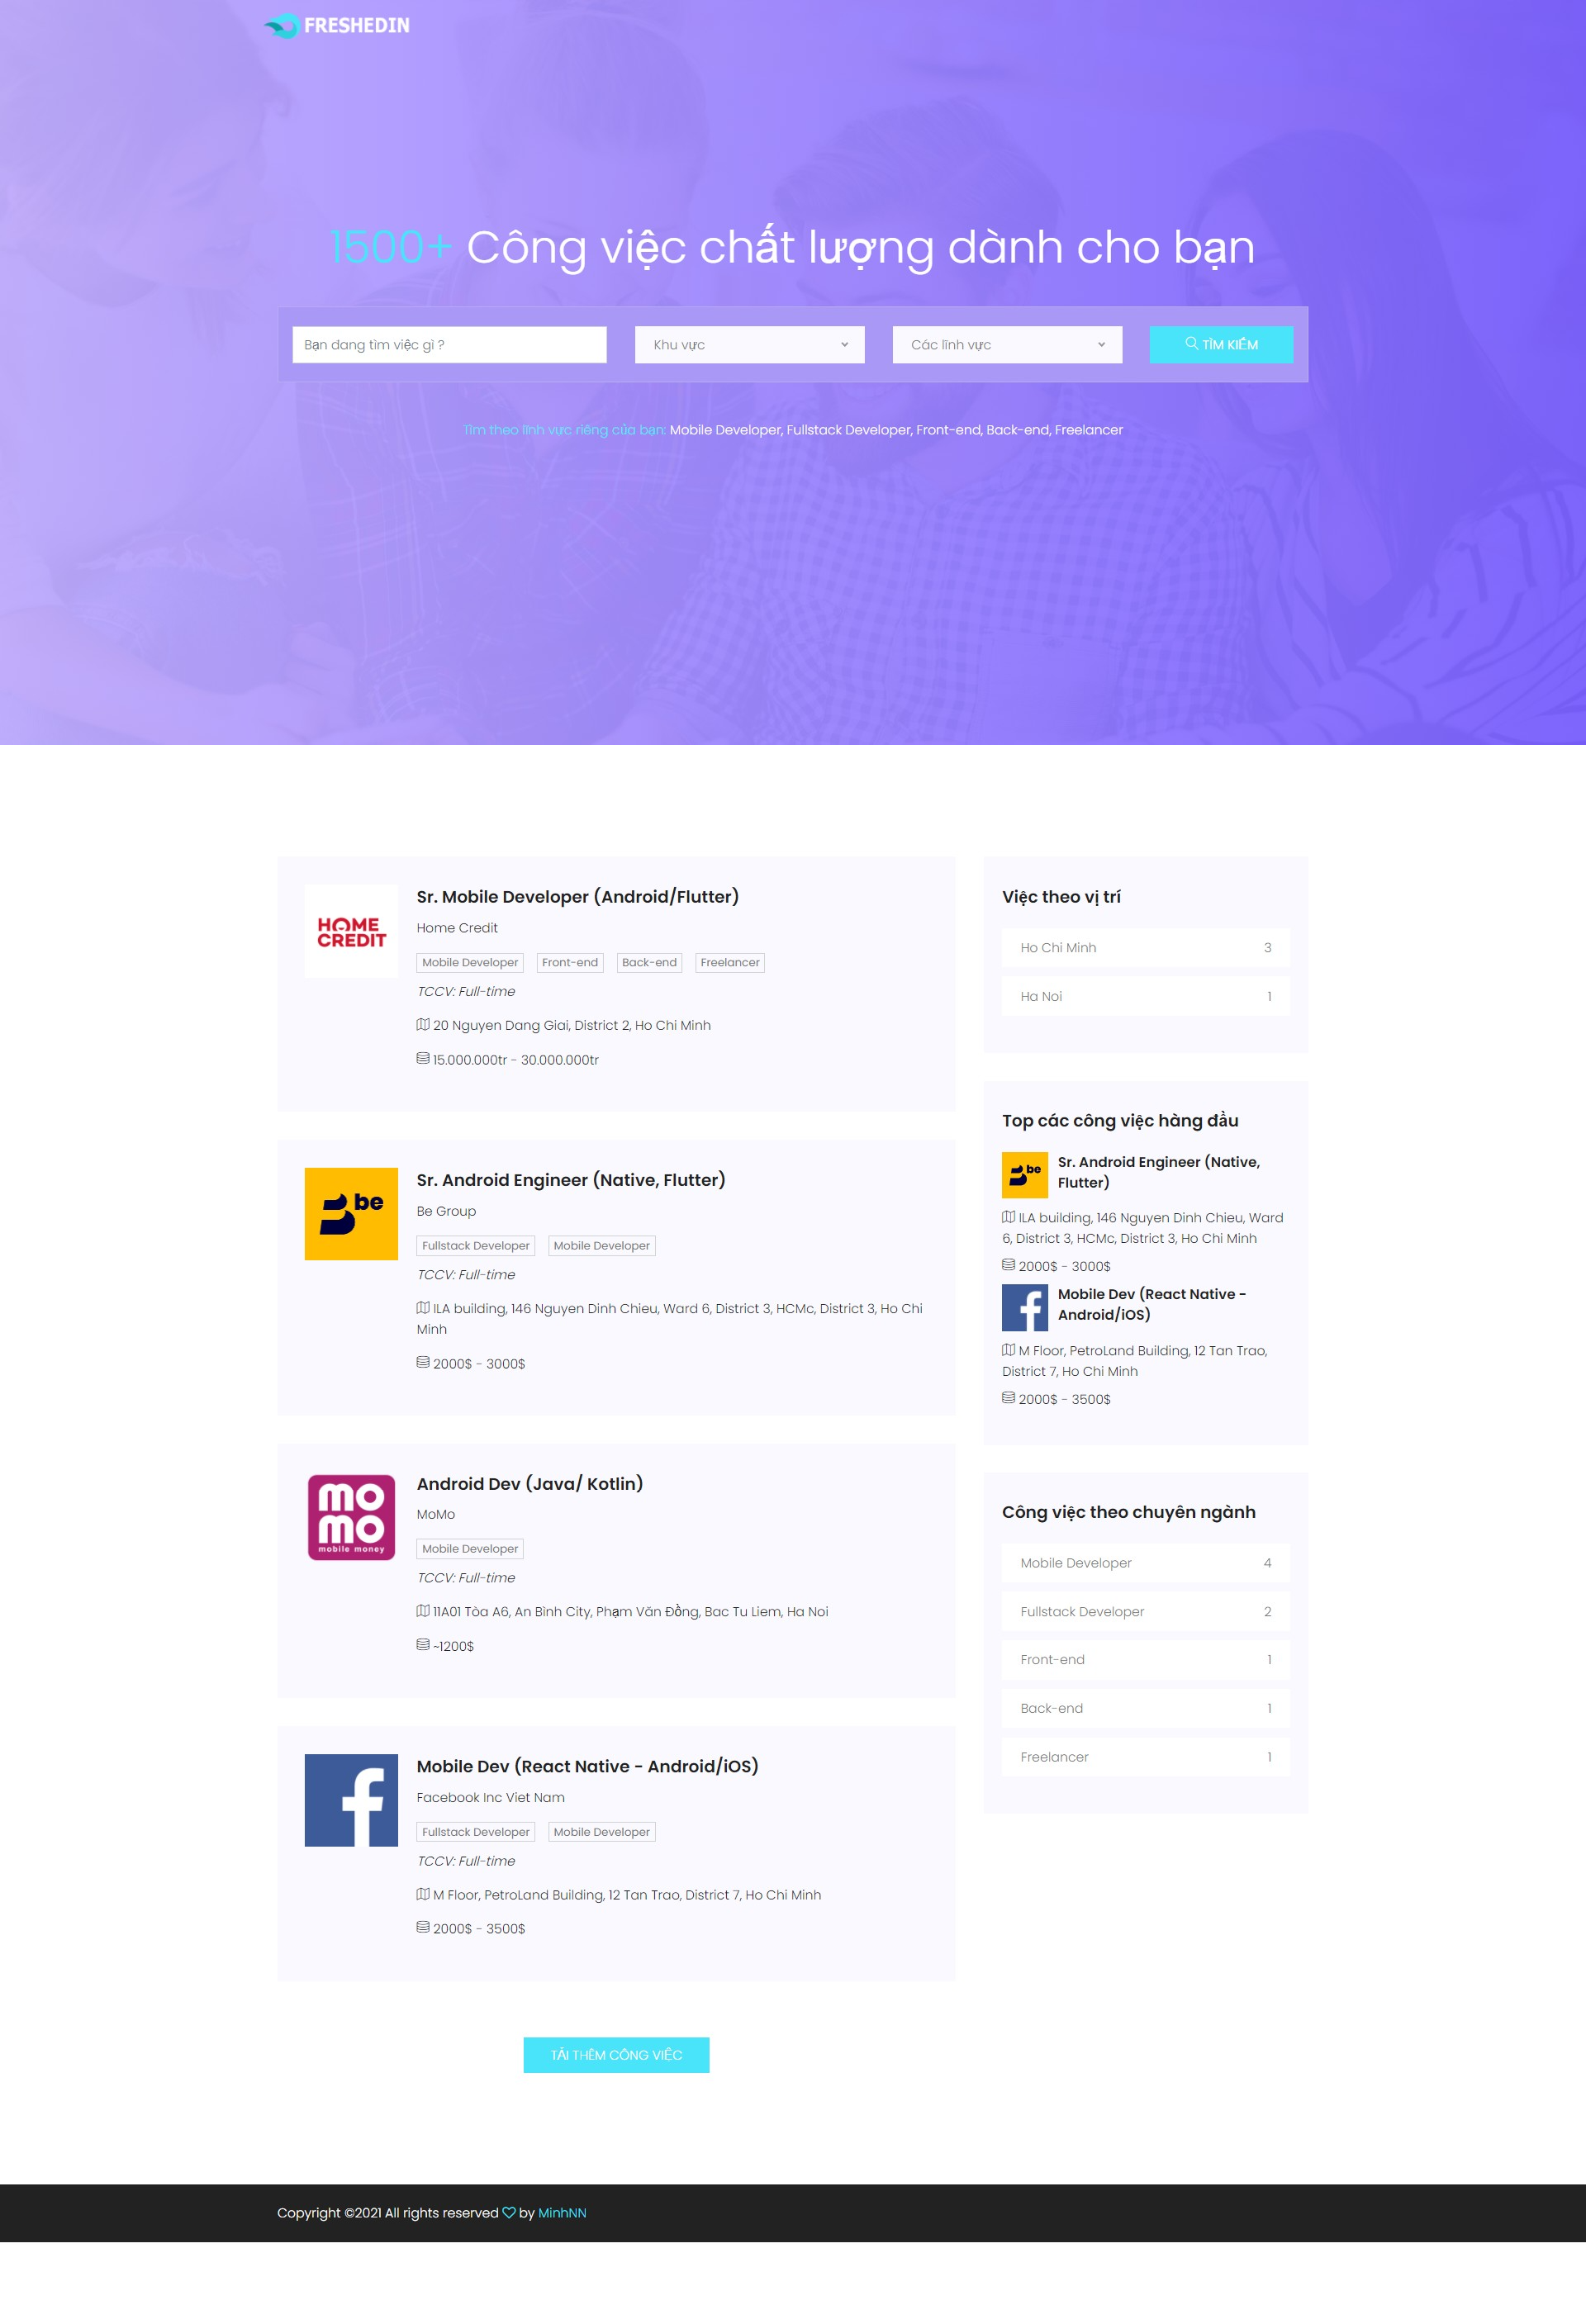 FRESHEDIN
1500+ Công việc chất lượng dành cho bạn
Bạn đang tìm việc gì ?
Khu vực
Các lĩnh vực
TÌM KIẾM
Tìm theo lĩnh vực riêng của bạn: Mobile Developer, Fullstack Developer, Front-end, Back-end, Freelancer
HOME
CREDIT
Sr. Mobile Developer (Android/Flutter)
Home Credit
Mobile Developer Front-end Back-end Freelancer
TCCV: Full-time
20 Nguyen Dang Giai, District 2, Ho Chi Minh
15.000.000tr - 30.000.000tr
be
Sr. Android Engineer (Native, Flutter)
Be Group
Fullstack Developer Mobile Developer
TCCV: Full-time
ILA building, 146 Nguyen Dinh Chieu, Ward 6, District 3, HCMc, District 3, Ho Chi
Minh
2000$ - 3000$
mo
mo
mobile money
Android Dev (Java/ Kotlin)
MoMo
Mobile Developer
TCCV: Full-time
11A01 Tòa A6, An Bình City, Phạm Văn Đồng, Bac Tu Liem, Ha Noi
~1200$
f
Mobile Dev (React Native - Android/iOS)
Facebook Inc Viet Nam
Fullstack Developer Mobile Developer
TCCV: Full-time
M Floor, PetroLand Building, 12 Tan Trao, District 7, Ho Chi Minh
2000$ - 3500$
TẢI THÊM CÔNG VIỆC
Việc theo vị trí
Ho Chi Minh 3
Ha Noi 1
Top các công việc hàng đầu
be
Sr. Android Engineer (Native,
Flutter)
ILA building, 146 Nguyen Dinh Chieu, Ward
6, District 3, HCMc, District 3, Ho Chi Minh
2000$ - 3000$
f
Mobile Dev (React Native -
Android/iOS)
M Floor, PetroLand Building, 12 Tan Trao,
District 7, Ho Chi Minh
2000$ - 3500$
Công việc theo chuyên ngành
Mobile Developer 4
Fullstack Developer 2
Front-end 1
Back-end 1
Freelancer 1
Copyright ©2021 All rights reserved ♡ by MinhNN